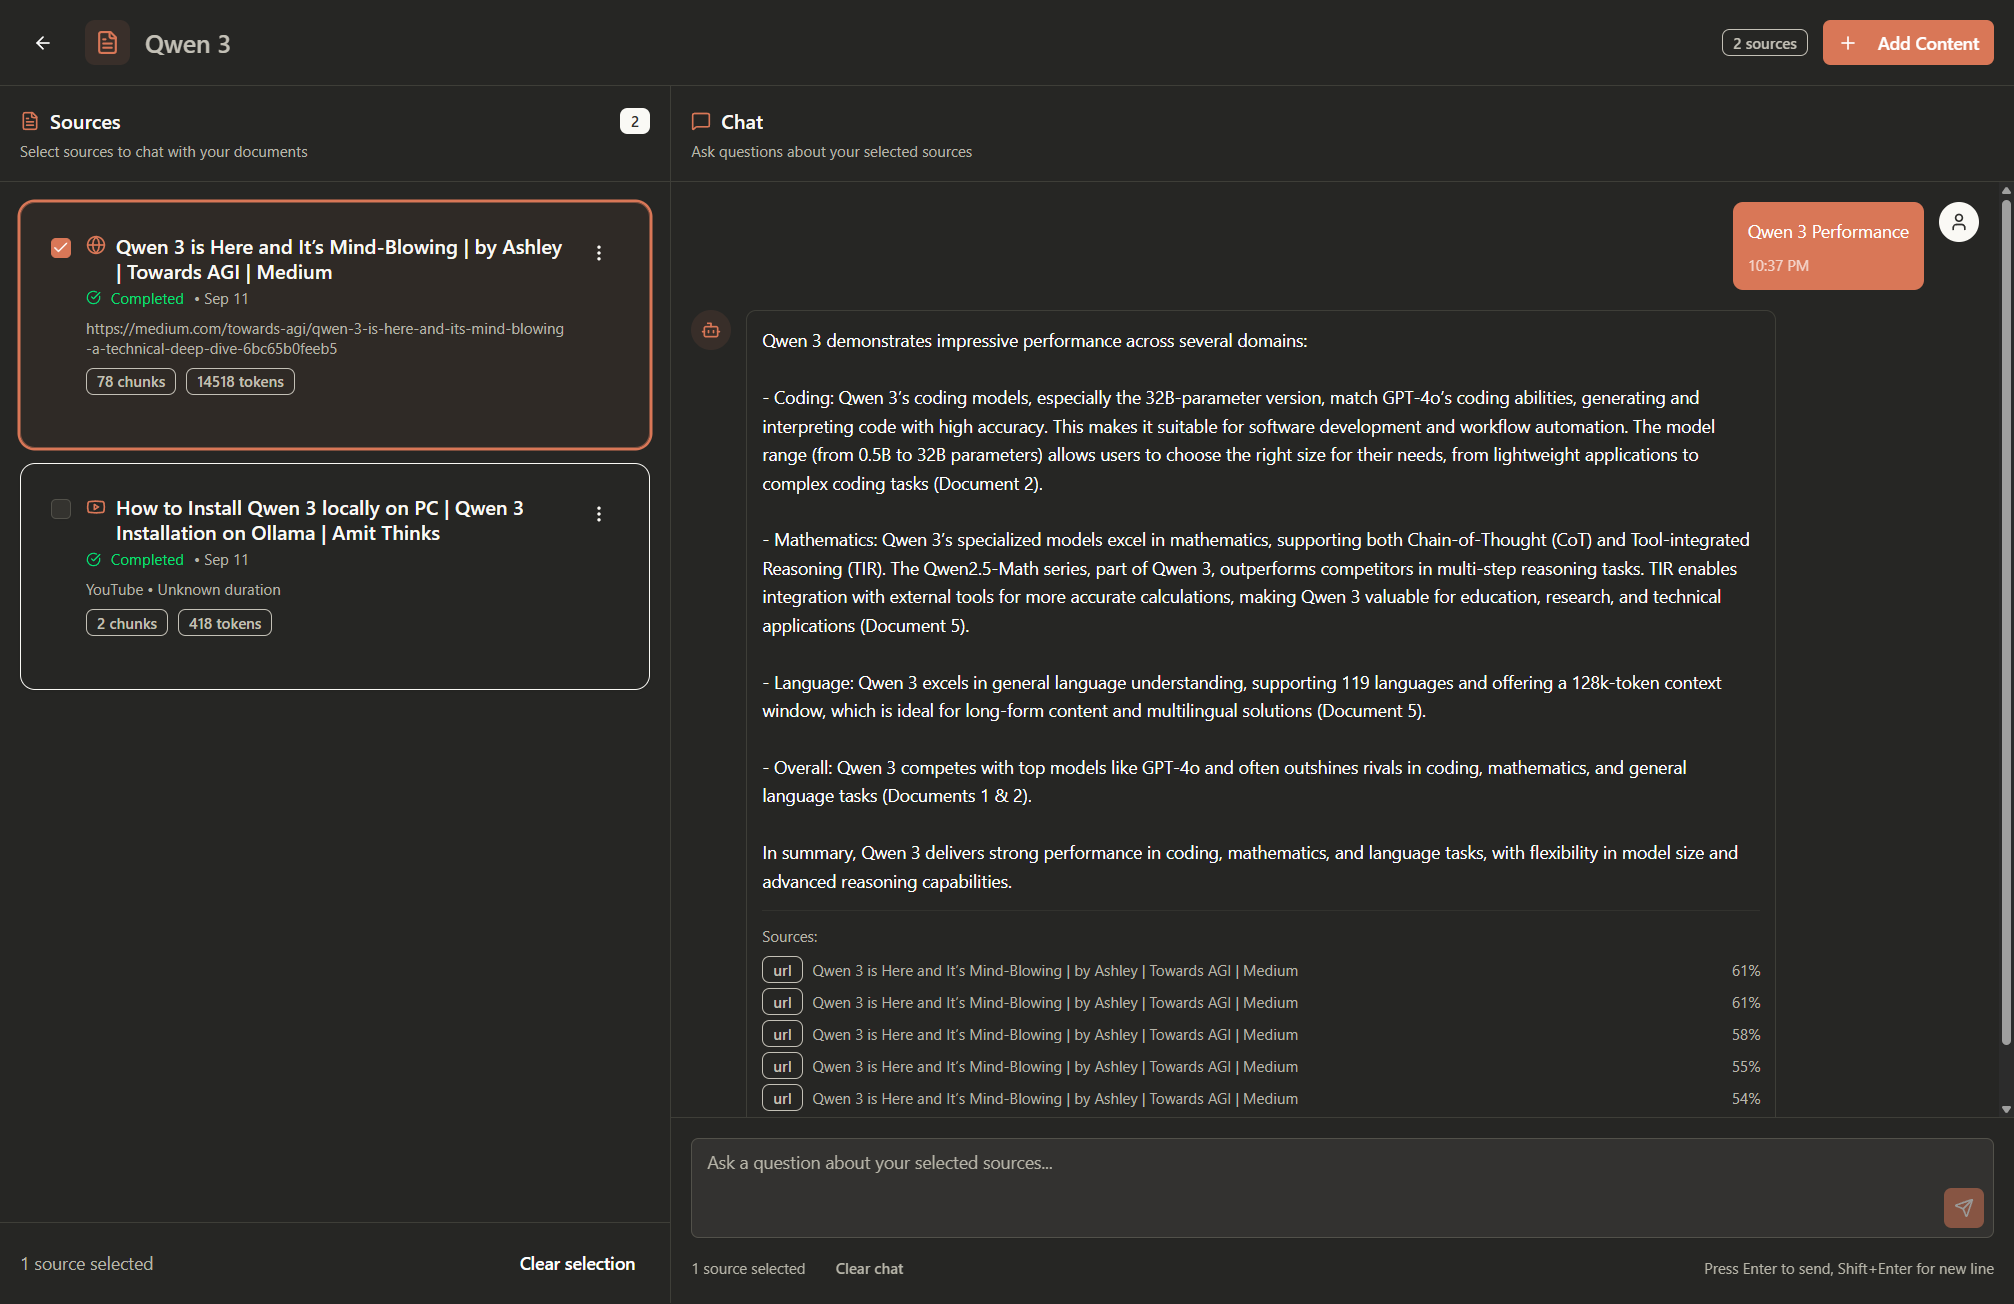 Qwen 3
2 sources
Add Content
Sources
2
Select sources to chat with your documents
Qwen 3 is Here and It’s Mind-Blowing | by Ashley
| Towards AGI | Medium
Completed • Sep 11
https://medium.com/towards-agi/qwen-3-is-here-and-its-mind-blowing
-a-technical-deep-dive-6bc65b0feeb5
78 chunks
14518 tokens
How to Install Qwen 3 locally on PC | Qwen 3
Installation on Ollama | Amit Thinks
Completed • Sep 11
YouTube • Unknown duration
2 chunks
418 tokens
1 source selected
Clear selection
Chat
Ask questions about your selected sources
Qwen 3 Performance
10:37 PM
Qwen 3 demonstrates impressive performance across several domains:
- Coding: Qwen 3’s coding models, especially the 32B-parameter version, match GPT-4o’s coding abilities, generating and
interpreting code with high accuracy. This makes it suitable for software development and workflow automation. The model
range (from 0.5B to 32B parameters) allows users to choose the right size for their needs, from lightweight applications to
complex coding tasks (Document 2).
- Mathematics: Qwen 3’s specialized models excel in mathematics, supporting both Chain-of-Thought (CoT) and Tool-integrated
Reasoning (TIR). The Qwen2.5-Math series, part of Qwen 3, outperforms competitors in multi-step reasoning tasks. TIR enables
integration with external tools for more accurate calculations, making Qwen 3 valuable for education, research, and technical
applications (Document 5).
- Language: Qwen 3 excels in general language understanding, supporting 119 languages and offering a 128k-token context
window, which is ideal for long-form content and multilingual solutions (Document 5).
- Overall: Qwen 3 competes with top models like GPT-4o and often outshines rivals in coding, mathematics, and general
language tasks (Documents 1 & 2).
In summary, Qwen 3 delivers strong performance in coding, mathematics, and language tasks, with flexibility in model size and
advanced reasoning capabilities.
Sources:
url Qwen 3 is Here and It’s Mind-Blowing | by Ashley | Towards AGI | Medium 61%
url Qwen 3 is Here and It’s Mind-Blowing | by Ashley | Towards AGI | Medium 61%
url Qwen 3 is Here and It’s Mind-Blowing | by Ashley | Towards AGI | Medium 58%
url Qwen 3 is Here and It’s Mind-Blowing | by Ashley | Towards AGI | Medium 55%
url Qwen 3 is Here and It’s Mind-Blowing | by Ashley | Towards AGI | Medium 54%
Ask a question about your selected sources...
1 source selected
Clear chat
Press Enter to send, Shift+Enter for new line